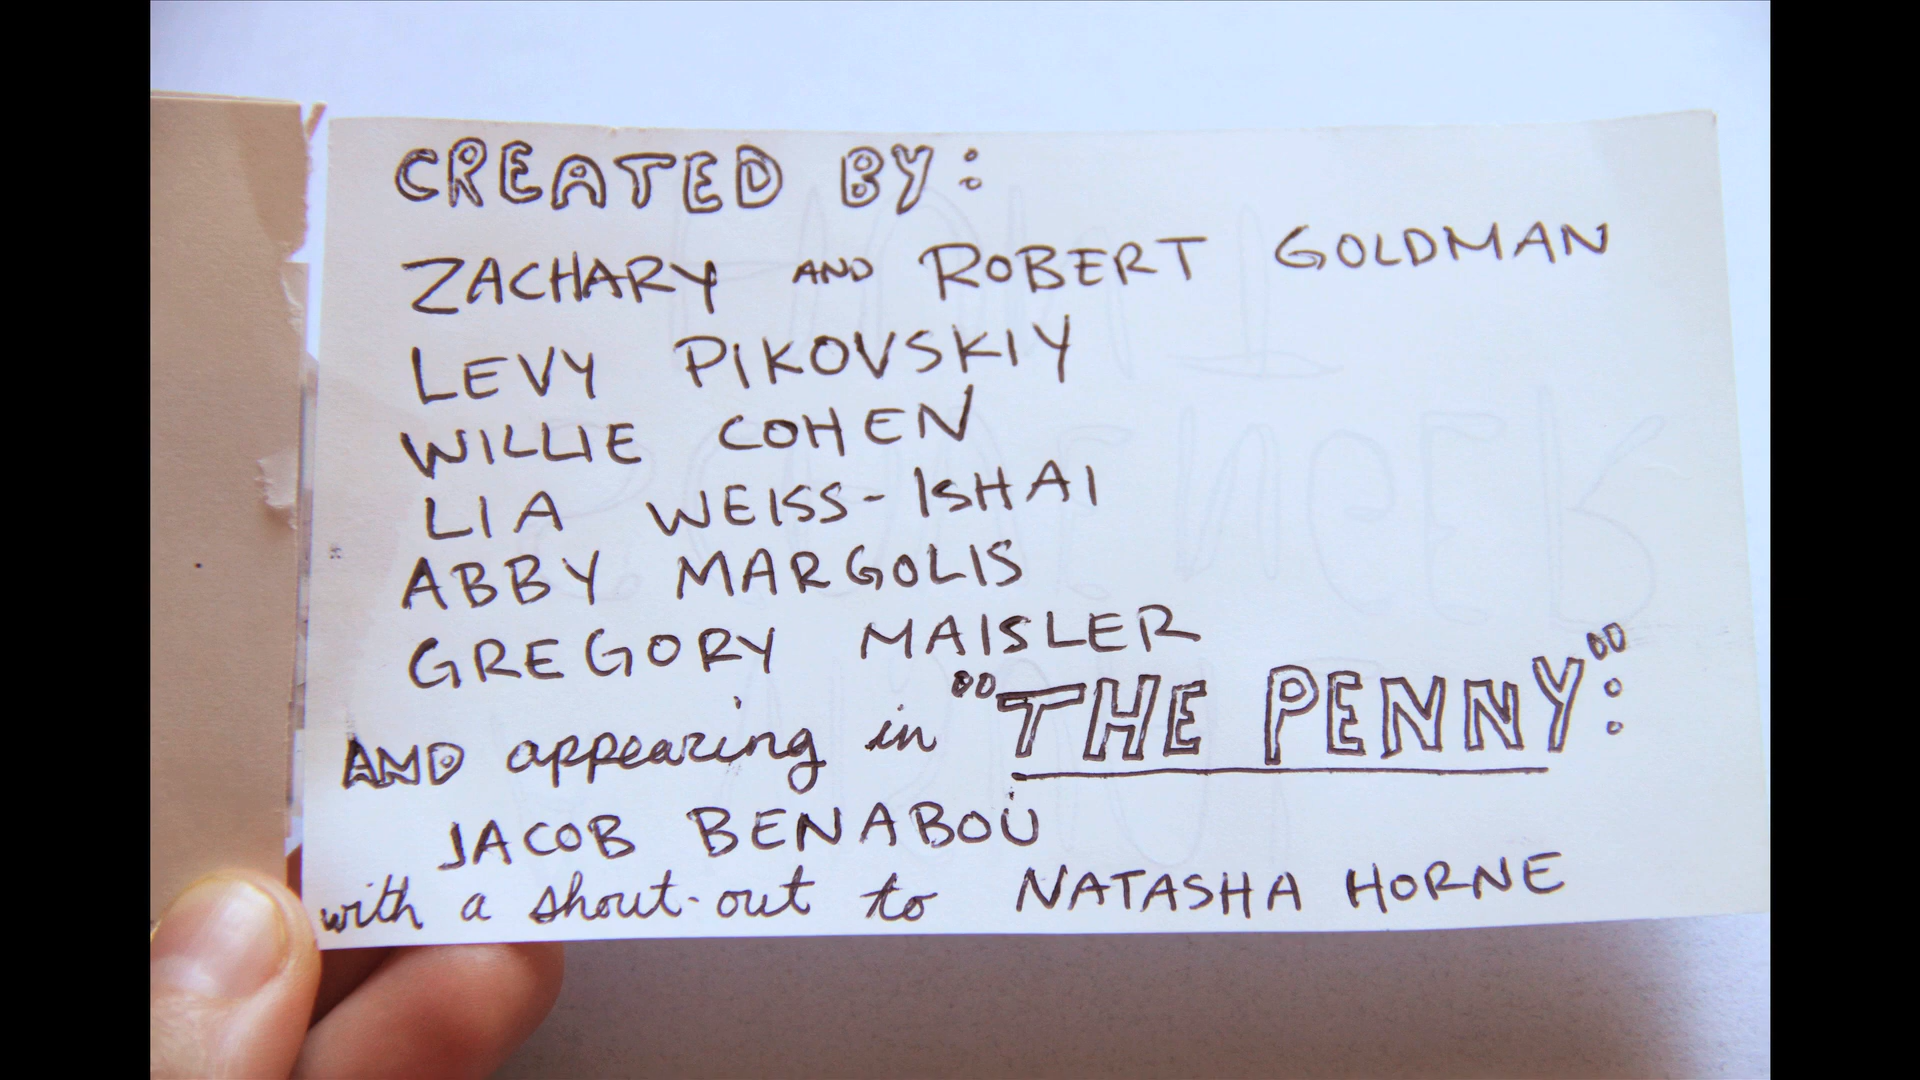 CREATED BY:
ZACHARY AND ROBERT GOLDMAN
LEVY PIKOVSKIY
WILLIE COHEN
LIA WEISS-ISHAI
ABBY MARGOLIS
GREGORY MAISLER
AND appearing in "THE PENNY":
JACOB BENABOU
with a shout-out to NATASHA HORNE